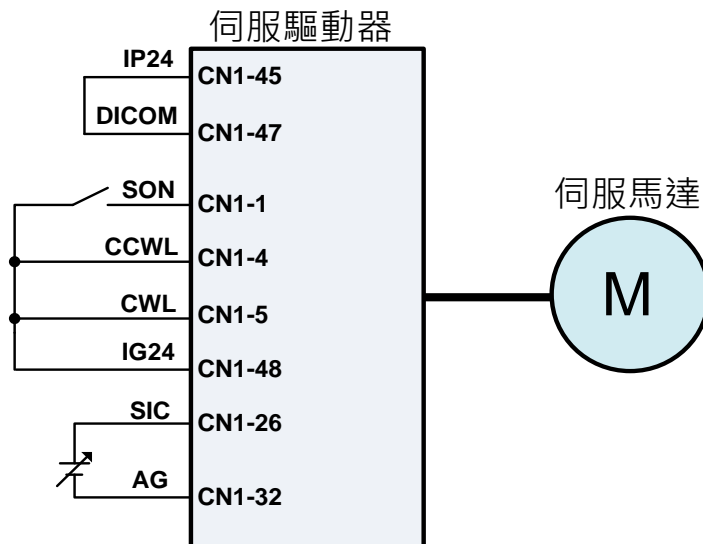 伺服驅動器
IP24 CN1-45
DICOM CN1-47
SON CN1-1
伺服馬達
CCWL CN1-4
M
CWL CN1-5
IG24 CN1-48
SIC CN1-26
AG CN1-32